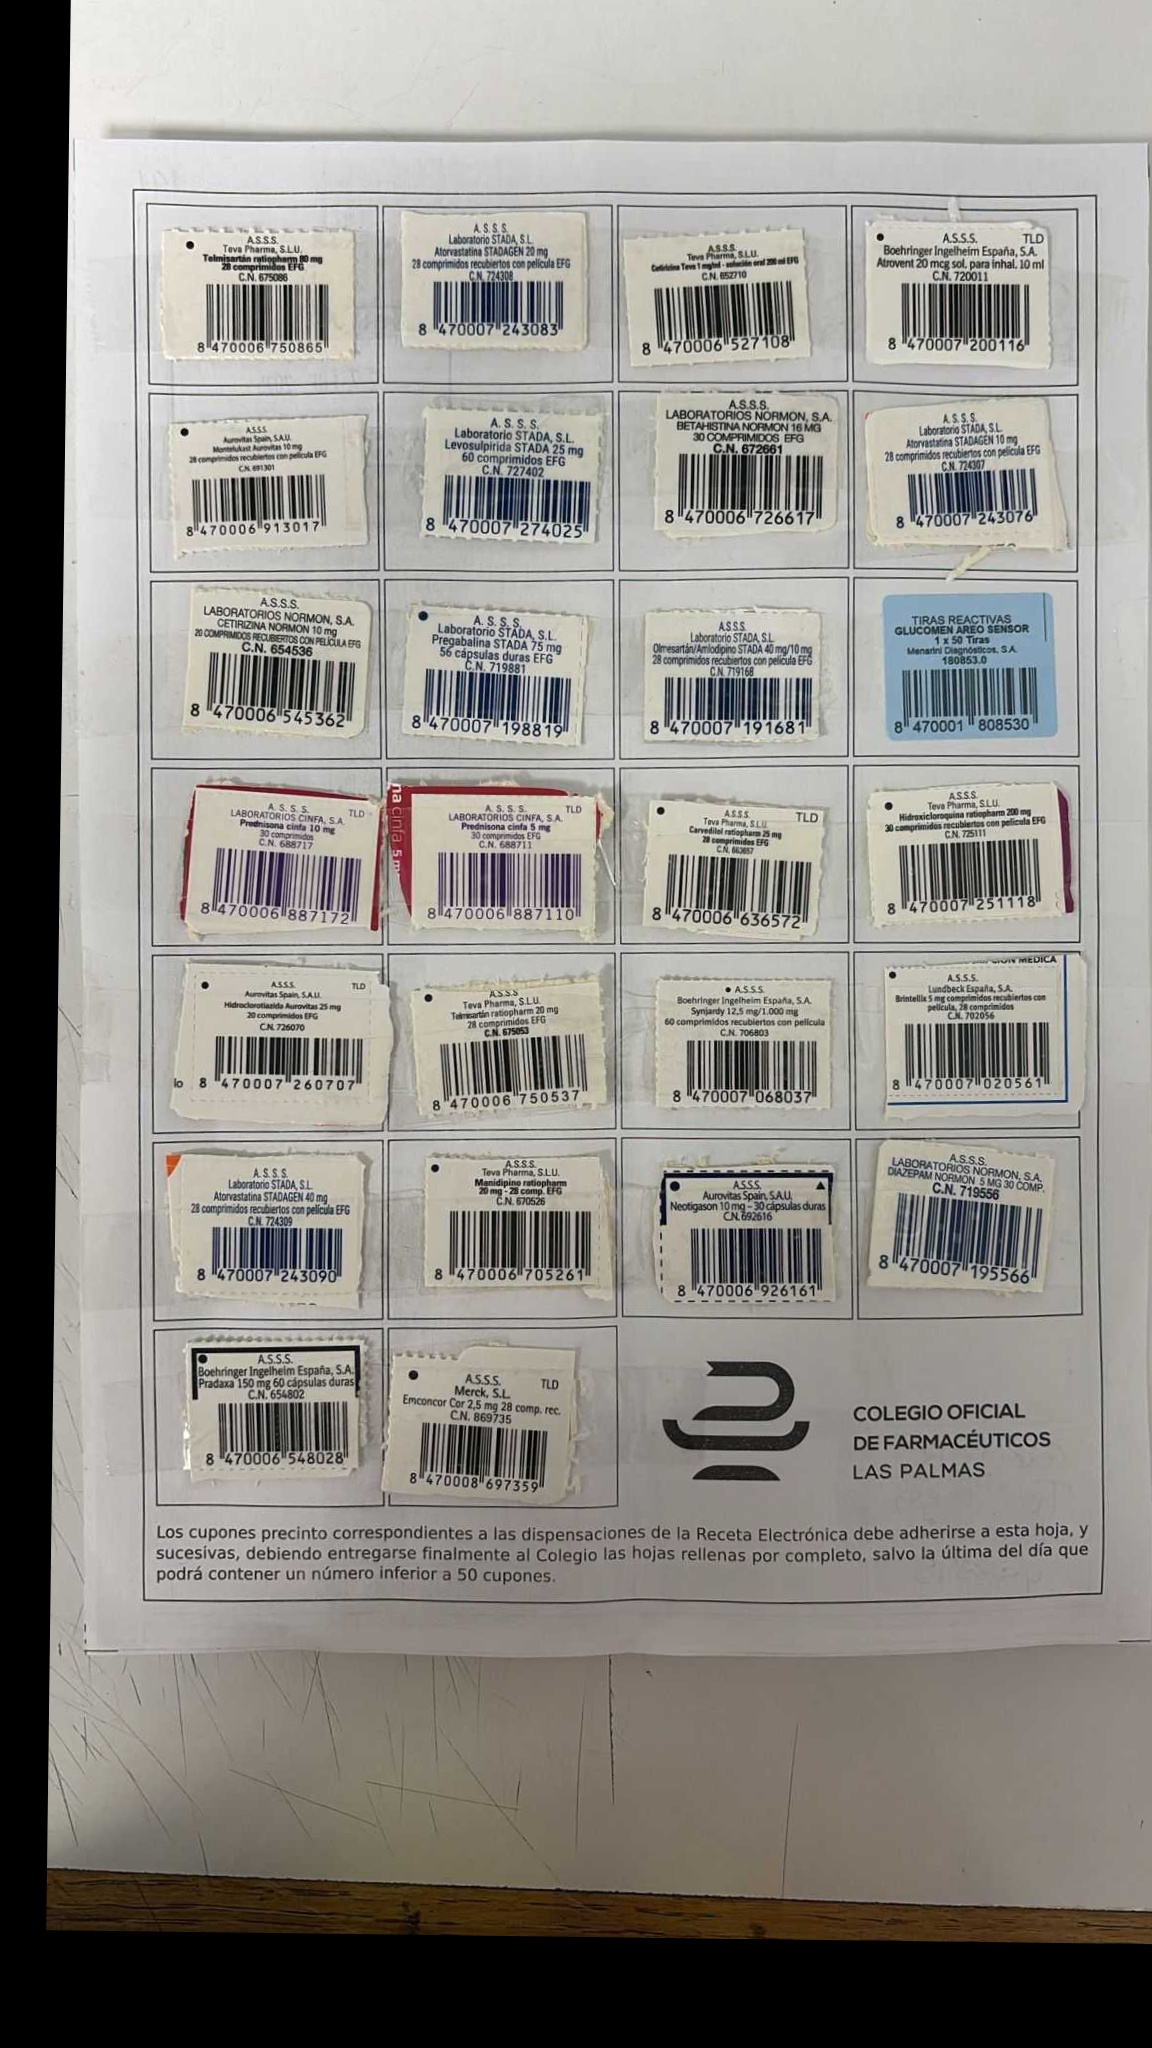 A.S.S.S.
Teva Pharma, S.L.U.
Telmisartán ratiopharm 80 mg
28 comprimidos EFG
C.N. 675086
8 470006 750865
A. S. S. S.
Laboratorio STADA, S.L.
Atorvastatina STADAGEN 20 mg
28 comprimidos recubiertos con película EFG
C.N. 724308
8 470007 243083
A.S.S.S.
Teva Pharma, S.L.U.
Cetirizina Teva 1 mg/ml - solución oral 200 ml EFG
C.N. 652710
8 470006 527108
A.S.S.S. TLD
Boehringer Ingelheim España, S.A.
Atrovent 20 mcg sol. para inhal. 10 ml
C.N. 720011
8 470007 200116
A.S.S.S.
Aurovitas Spain, S.A.U.
Montelukast Aurovitas 10 mg
28 comprimidos recubiertos con película EFG
C.N. 691301
8 470006 913017
A. S. S. S.
Laboratorio STADA, S.L.
Levosulpirida STADA 25 mg
60 comprimidos EFG
C.N. 727402
8 470007 274025
A.S.S.S.
LABORATORIOS NORMON, S.A.
BETAHISTINA NORMON 16 MG
30 COMPRIMIDOS EFG
C.N. 672661
8 470006 726617
A. S. S. S.
Laboratorio STADA, S.L.
Atorvastatina STADAGEN 10 mg
28 comprimidos recubiertos con película EFG
C.N. 724307
8 470007 243076
A.S.S.S.
LABORATORIOS NORMON, S.A.
CETIRIZINA NORMON 10 mg
20 COMPRIMIDOS RECUBIERTOS CON PELÍCULA EFG
C.N. 654536
8 470006 545362
A. S. S. S.
Laboratorio STADA, S.L.
Pregabalina STADA 75 mg
56 cápsulas duras EFG
C.N. 719881
8 470007 198819
A.S.S.S.
Laboratorio STADA, S.L.
Olmesartán/Amlodipino STADA 40 mg/10 mg
28 comprimidos recubiertos con película EFG
C.N. 719168
8 470007 191681
TIRAS REACTIVAS
GLUCOMEN AREO SENSOR
1 x 50 Tiras
Menarini Diagnósticos, S.A.
180853.0
8 470001 808530
A. S. S. S. TLD
LABORATORIOS CINFA, S.A.
Prednisona cinfa 10 mg
30 comprimidos
C.N. 688717
8 470006 887172
na cinfa 5 m
A. S. S. S. TLD
LABORATORIOS CINFA, S.A.
Prednisona cinfa 5 mg
30 comprimidos EFG
C.N. 688711
8 470006 887110
A.S.S.S. TLD
Teva Pharma, S.L.U.
Carvedilol ratiopharm 25 mg
28 comprimidos EFG
C.N. 663657
8 470006 636572
A.S.S.S.
Teva Pharma, S.L.U.
Hidroxicloroquina ratiopharm 200 mg
30 comprimidos recubiertos con película EFG
C.N. 725111
8 470007 251118
A.S.S.S. TLD
Aurovitas Spain, S.A.U.
Hidroclorotiazida Aurovitas 25 mg
20 comprimidos EFG
C.N. 726070
lo 8 470007 260707
A.S.S.S
Teva Pharma, S.L.U.
Telmisartán ratiopharm 20 mg
28 comprimidos EFG
C.N. 675053
8 470006 750537
A.S.S.S.
Boehringer Ingelheim España, S.A.
Synjardy 12,5 mg/1.000 mg
60 comprimidos recubiertos con película
C.N. 706803
8 470007 068037
MÉDICA
A.S.S.S.
Lundbeck España, S.A.
Brintellix 5 mg comprimidos recubiertos con
película, 28 comprimidos
C.N. 702056
8 470007 020561
A. S. S. S.
Laboratorio STADA, S.L.
Atorvastatina STADAGEN 40 mg
28 comprimidos recubiertos con película EFG
C.N. 724309
8 470007 243090
A.S.S.S.
Teva Pharma, S.L.U.
Manidipino ratiopharm
20 mg - 28 comp. EFG
C.N. 670526
8 470006 705261
A.S.S.S.
Aurovitas Spain, S.A.U.
Neotigason 10 mg – 30 cápsulas duras
C.N. 692616
8 470006 926161
A.S.S.S.
LABORATORIOS NORMON, S.A.
DIAZEPAM NORMON 5 MG 30 COMP.
C.N. 719556
8 470007 195566
A.S.S.S.
Boehringer Ingelheim España, S.A.
Pradaxa 150 mg 60 cápsulas duras
C.N. 654802
8 470006 548028
A.S.S.S. TLD
Merck, S.L.
Emconcor Cor 2,5 mg 28 comp. rec.
C.N. 869735
8 470008 697359
COLEGIO OFICIAL
DE FARMACÉUTICOS
LAS PALMAS
Los cupones precinto correspondientes a las dispensaciones de la Receta Electrónica debe adherirse a esta hoja, y
sucesivas, debiendo entregarse finalmente al Colegio las hojas rellenas por completo, salvo la última del día que
podrá contener un número inferior a 50 cupones.